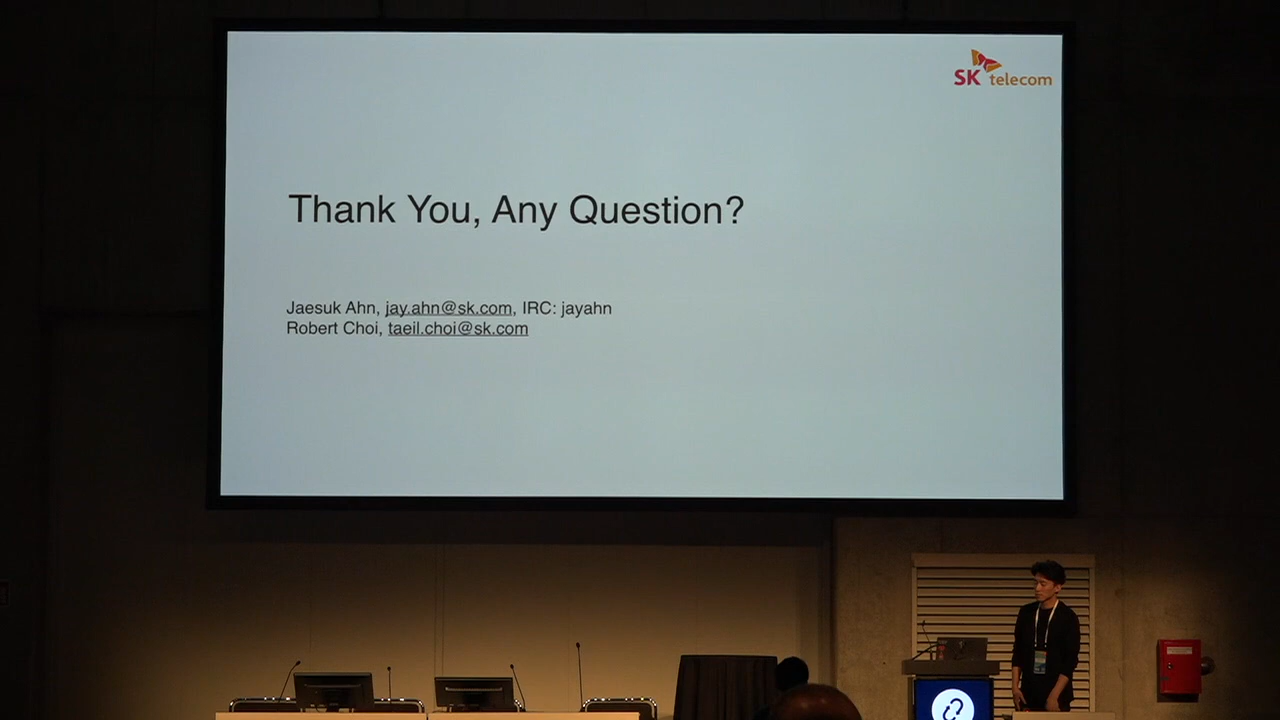 SK telecom
Thank You, Any Question?
Jaesuk Ahn, jay.ahn@sk.com, IRC: jayahn
Robert Choi, taeil.choi@sk.com